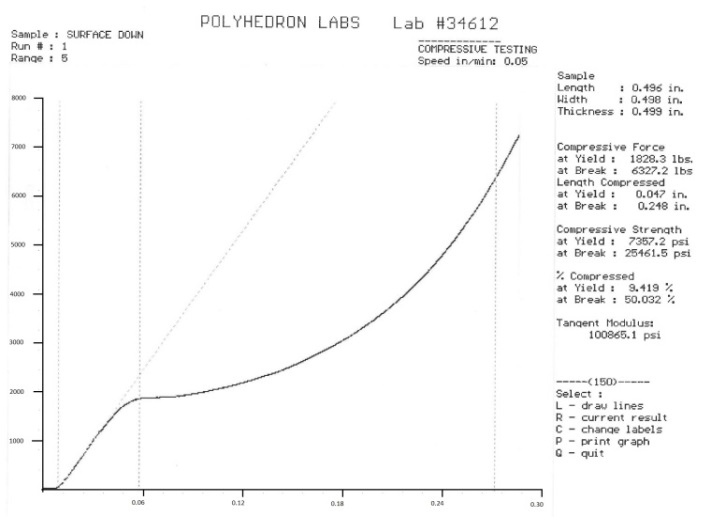 POLYHEDRON LABS Lab #34612
Sample : SURFACE DOWN
Run # : 1
Range : 5
COMPRESSIVE TESTING
Speed in/min: 0.05
Sample
Length : 0.496 in.
Width : 0.498 in.
Thickness : 0.499 in.
Compressive Force
at Yield : 1828.3 lbs.
at Break : 6327.2 lbs
Length Compressed
at Yield : 0.047 in.
at Break : 0.248 in.
Compressive Strength
at Yield : 7357.2 psi
at Break : 25461.5 psi
% Compressed
at Yield : 9.419 %
at Break : 50.032 %
Tangent Modulus:
100865.1 psi
-----(150)-----
Select :
L - draw lines
R - current result
C - change labels
P - print graph
Q - quit
8000
7000
6000
5000
4000
3000
2000
1000
0.06
0.12
0.18
0.24
0.30